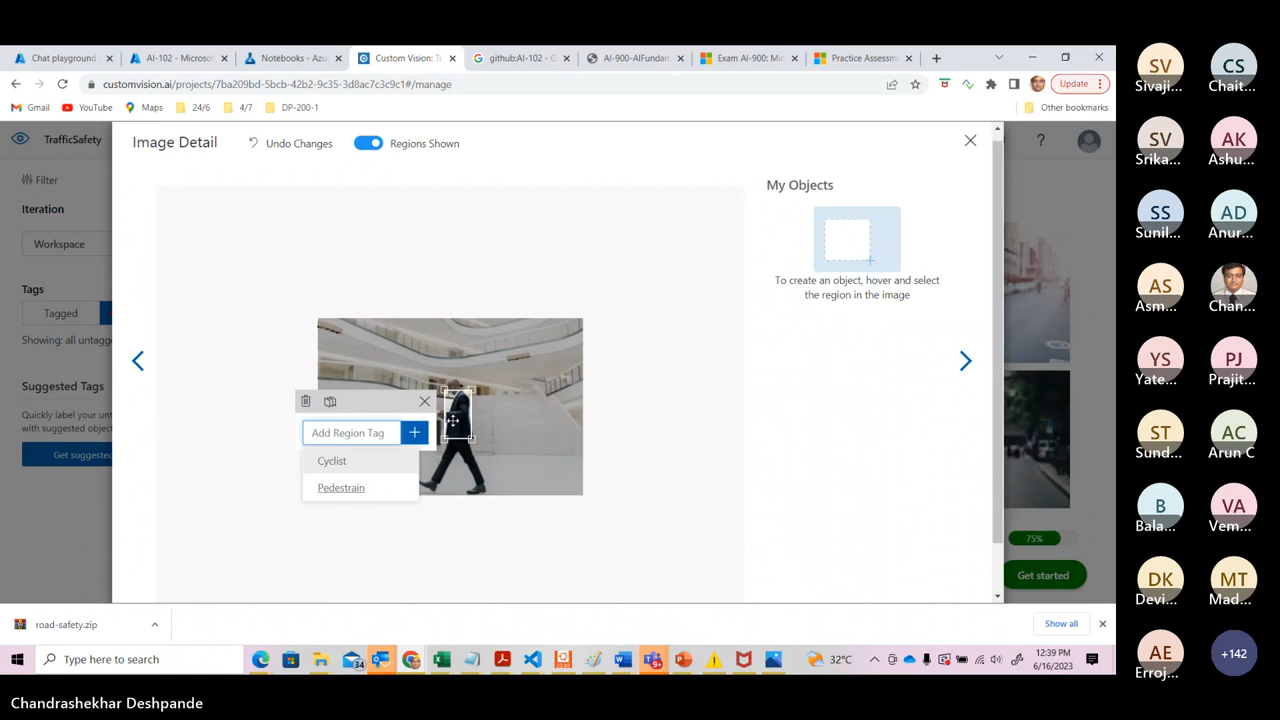 Chat playground
AI-102 - Microsof
Notebooks - Azu
Custom Vision: T
github:AI-102 - G
AI-900-AIFundam
Exam AI-900: Mic
Practice Assessm
customvision.ai/projects/7ba209bd-5bcb-42b2-9c35-3d8ac7c3c9c1#/manage
Update
Gmail
YouTube
Maps
24/6
4/7
DP-200-1
Other bookmarks
TrafficSafety
Image Detail
Undo Changes
Regions Shown
?
Filter
Iteration
Workspace
Tags
Tagged
Showing: all untagge
Suggested Tags
Quickly label your unt
with suggested object
Get suggested
My Objects
To create an object, hover and select
the region in the image
Add Region Tag
Cyclist
Pedestrain
75%
Get started
road-safety.zip
Show all
Type here to search
34
9+
32°C
12:39 PM
6/16/2023
SV
Sivaji...
CS
Chait...
SV
Srika...
AK
Ashu...
SS
Sunil...
AD
Anur...
AS
Asm...
Chan...
YS
Yate...
PJ
Prajit...
ST
Sund...
AC
Arun C
B
Bala...
VA
Vem...
DK
Devi...
MT
Mad...
AE
Erroj...
+142
Chandrashekhar Deshpande